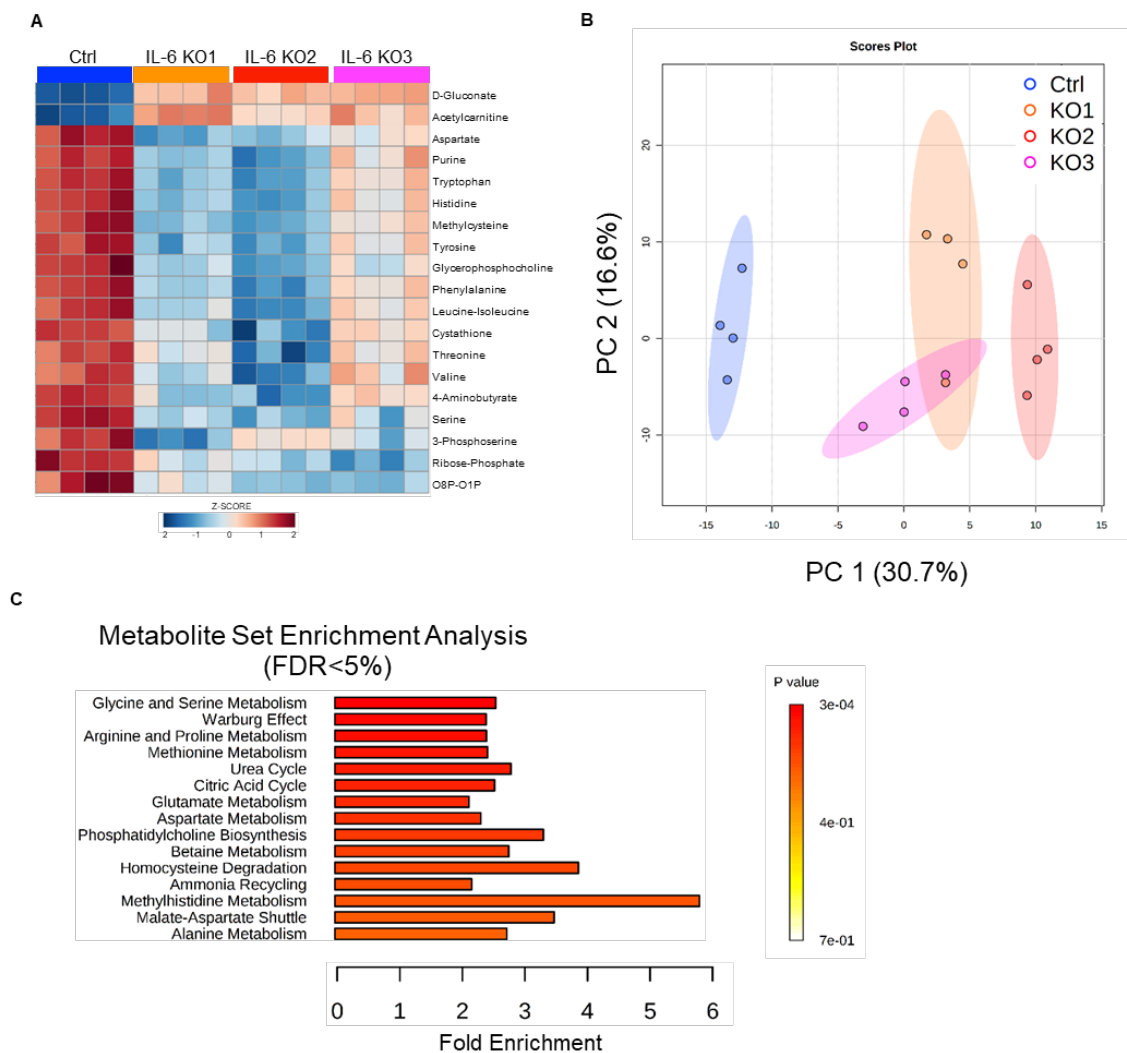 A
Ctrl IL-6 KO1 IL-6 KO2 IL-6 KO3
D-Gluconate
Acetylcarnitine
Aspartate
Purine
Tryptophan
Histidine
Methylcysteine
Tyrosine
Glycerophosphocholine
Phenylalanine
Leucine-Isoleucine
Cystathione
Threonine
Valine
4-Aminobutyrate
Serine
3-Phosphoserine
Ribose-Phosphate
O8P-O1P
Z-SCORE
2 -1 0 1 2
B
Scores Plot
Ctrl
KO1
KO2
KO3
PC 2 (16.6%)
20
10
0
-10
-15 -10 -5 0 5 10 15
PC 1 (30.7%)
C
Metabolite Set Enrichment Analysis
(FDR<5%)
Glycine and Serine Metabolism
Warburg Effect
Arginine and Proline Metabolism
Methionine Metabolism
Urea Cycle
Citric Acid Cycle
Glutamate Metabolism
Aspartate Metabolism
Phosphatidylcholine Biosynthesis
Betaine Metabolism
Homocysteine Degradation
Ammonia Recycling
Methylhistidine Metabolism
Malate-Aspartate Shuttle
Alanine Metabolism
0 1 2 3 4 5 6
Fold Enrichment
P value
3e-04
4e-01
7e-01